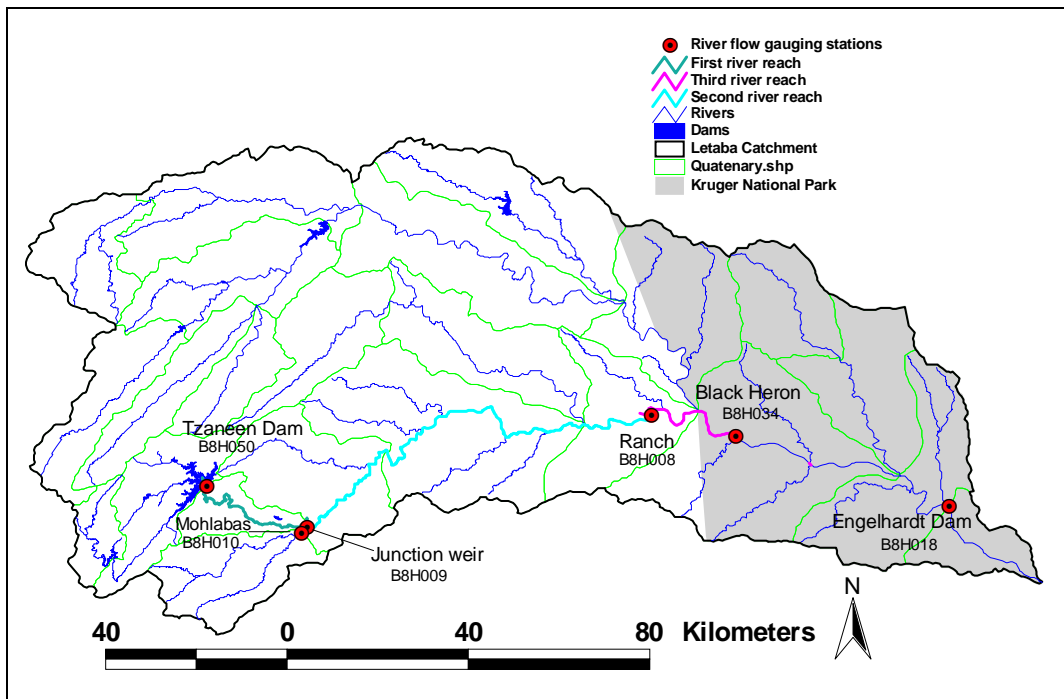 River flow gauging stations
First river reach
Third river reach
Second river reach
Rivers
Dams
Letaba Catchment
Quatenary.shp
Kruger National Park
Black Heron
B8H034
Tzaneen Dam
B8H050
Ranch
B8H008
Mohlabas
B8H010
Junction weir
B8H009
Engelhardt Dam
B8H018
N
40 0 40 80 Kilometers